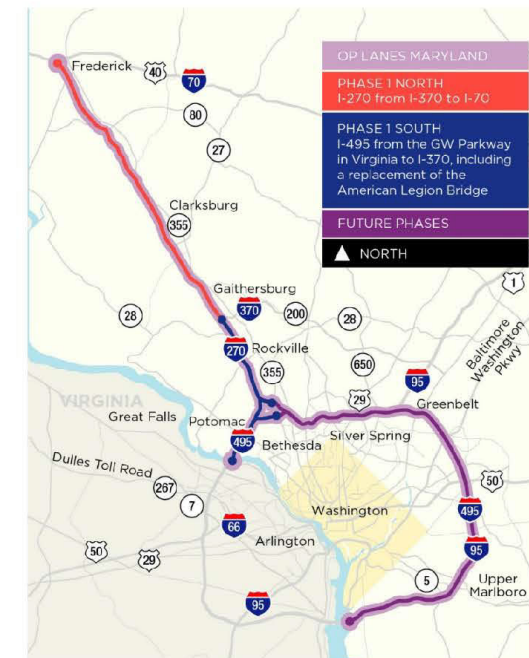 OP LANES MARYLAND
PHASE 1 NORTH
I-270 from I-370 to I-70
PHASE 1 SOUTH
I-495 from the GW Parkway
in Virginia to I-370, including
a replacement of the
American Legion Bridge
FUTURE PHASES
NORTH
Frederick
40
70
80
27
Clarksburg
355
1
Gaithersburg
370
28
200
28
270
Rockville
355
650
95
Baltimore
Washington
Pkwy
29
Greenbelt
VIRGINIA
Great Falls
Potomac
495
Bethesda
Silver Spring
Dulles Toll Road
267
7
50
Washington
495
66
Arlington
50
29
95
5
Upper
Marlboro
95